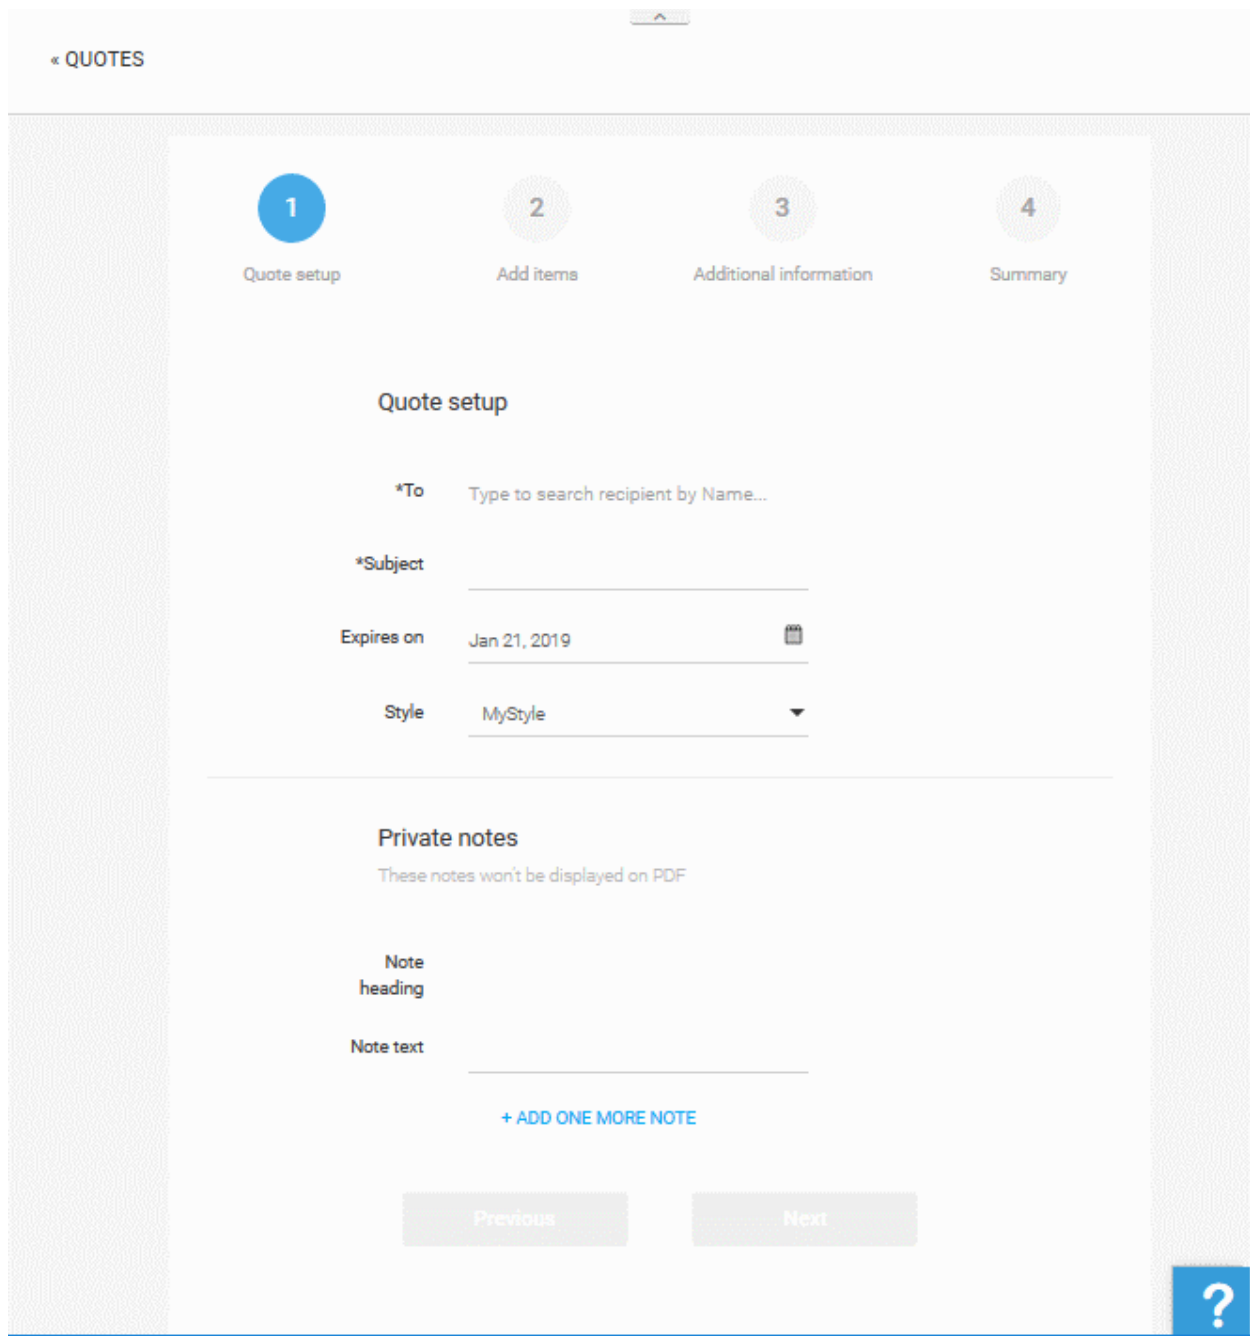 « QUOTES
1
2
3
4
Quote setup
Add items
Additional information
Summary
Quote setup
*To
Type to search recipient by Name...
*Subject
Expires on
Jan 21, 2019
Style
MyStyle
Private notes
These notes won't be displayed on PDF
Note
heading
Note text
+ ADD ONE MORE NOTE
Previous
Next
?